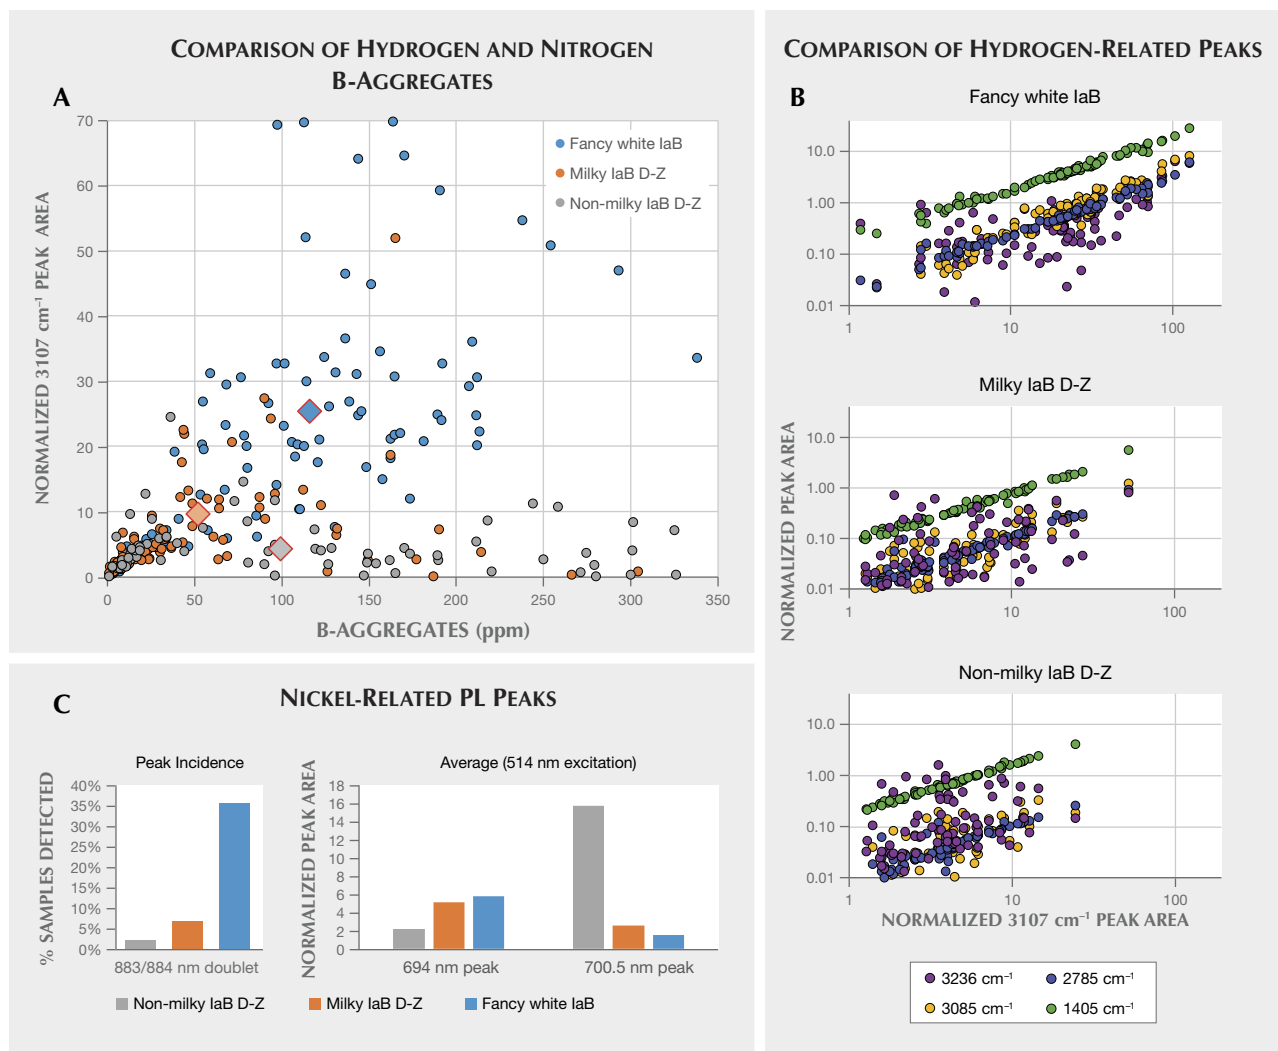 COMPARISON OF HYDROGEN AND NITROGEN
B-AGGREGATES
A
NORMALIZED 3107 cm⁻¹ PEAK AREA
70
60
50
40
30
20
10
0
Fancy white IaB
Milky IaB D-Z
Non-milky IaB D-Z
0 50 100 150 200 250 300 350
B-AGGREGATES (ppm)
COMPARISON OF HYDROGEN-RELATED PEAKS
B
Fancy white IaB
10.0
1.00
0.10
0.01
1 10 100
Milky IaB D-Z
NORMALIZED PEAK AREA
10.0
1.00
0.10
0.01
1 10 100
Non-milky IaB D-Z
10.0
1.00
0.10
0.01
1 10 100
NORMALIZED 3107 cm⁻¹ PEAK AREA
3236 cm⁻¹ 2785 cm⁻¹
3085 cm⁻¹ 1405 cm⁻¹
C
NICKEL-RELATED PL PEAKS
Peak Incidence
% SAMPLES DETECTED
40%
35%
30%
25%
20%
15%
10%
5%
0%
883/884 nm doublet
Average (514 nm excitation)
NORMALIZED PEAK AREA
18
16
14
12
10
8
6
4
2
0
694 nm peak 700.5 nm peak
Non-milky IaB D-Z Milky IaB D-Z Fancy white IaB